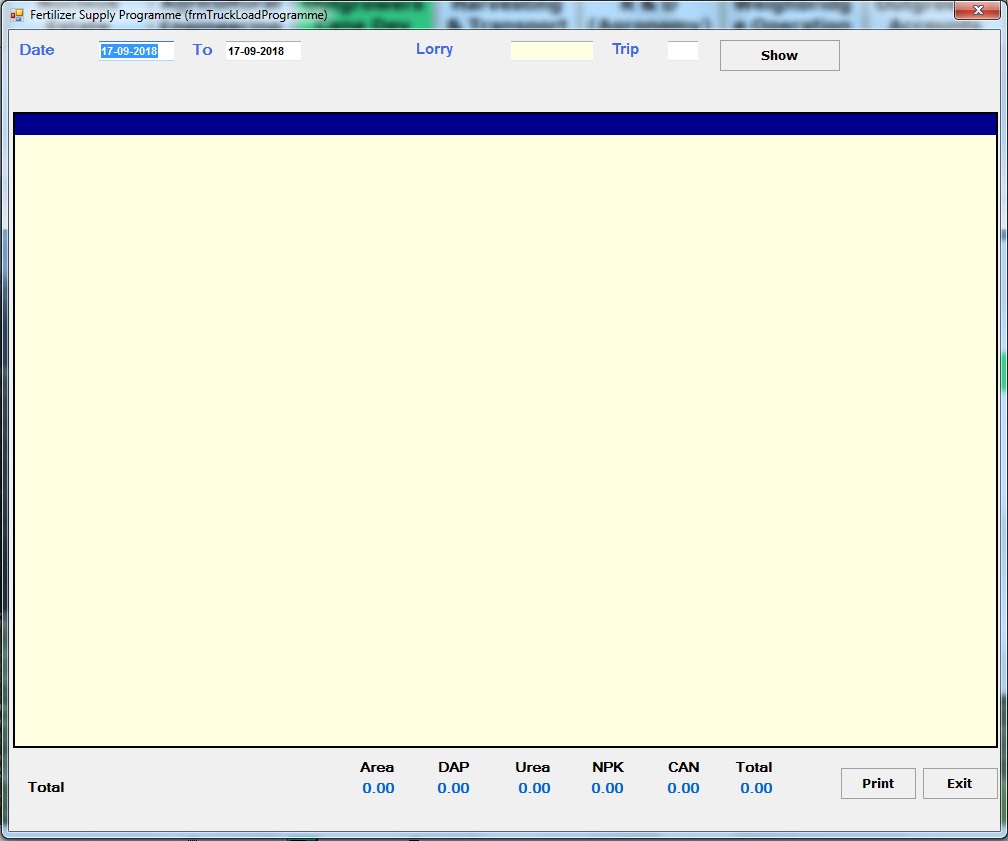 Fertilizer Supply Programme (frmTruckLoadProgramme)
Date 17-09-2018 To 17-09-2018 Lorry Trip Show
Area DAP Urea NPK CAN Total
Total 0.00 0.00 0.00 0.00 0.00 0.00
Print Exit